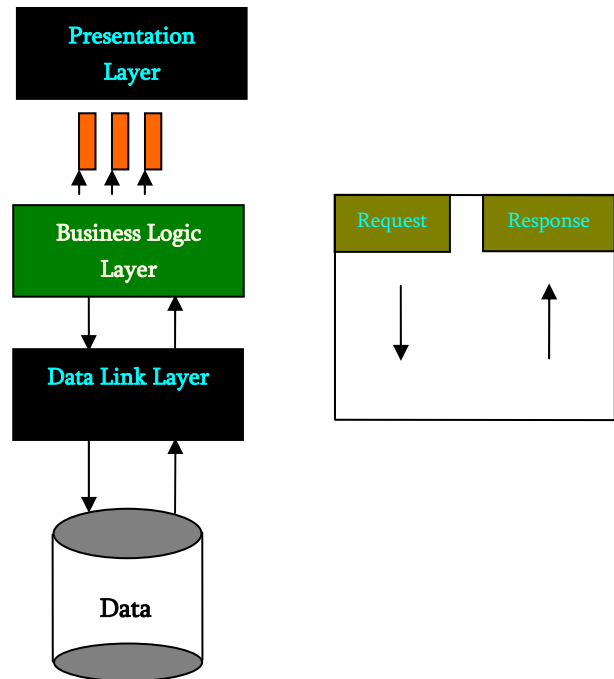 Presentation
Layer
Business Logic
Layer
Data Link Layer
Data
Request
Response